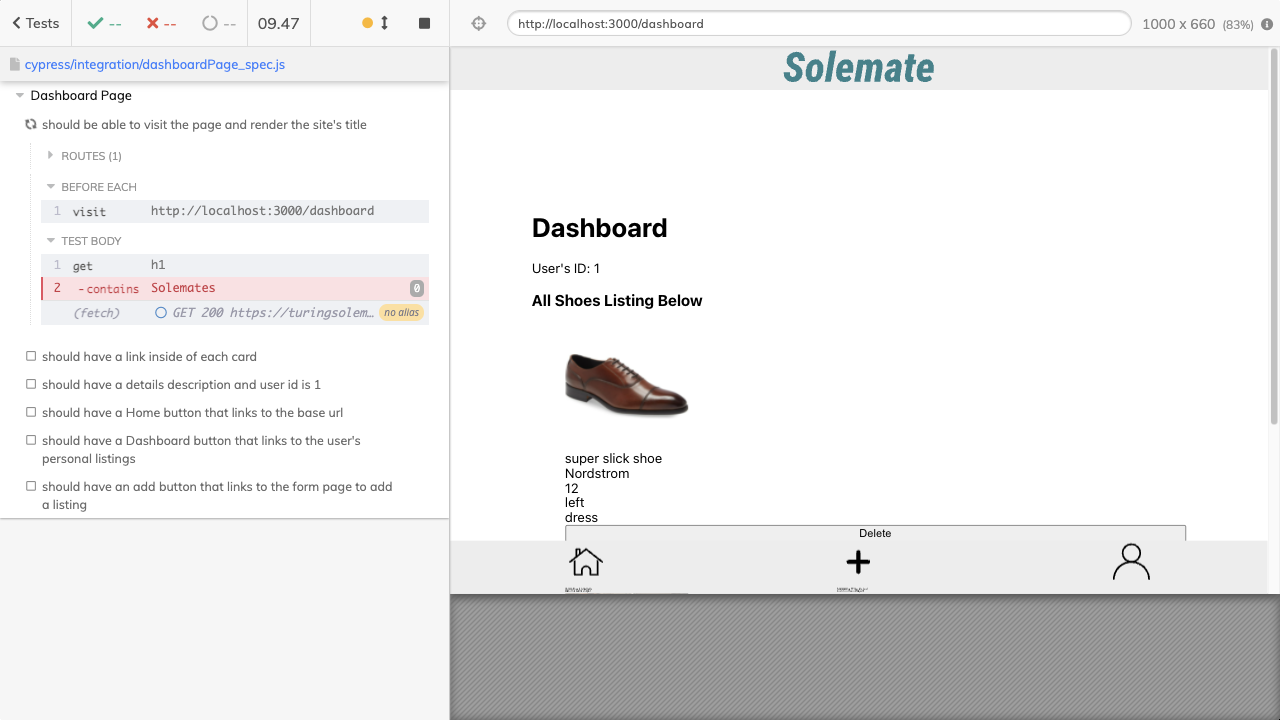 Tests
--
--
--
09.47
http://localhost:3000/dashboard
1000 x 660 (83%)
cypress/integration/dashboardPage_spec.js
Dashboard Page
should be able to visit the page and render the site's title
ROUTES (1)
BEFORE EACH
1 visit http://localhost:3000/dashboard
TEST BODY
1 get h1
2 -contains Solemates 0
(fetch) GET 200 https://turingsolem… no alias
should have a link inside of each card
should have a details description and user id is 1
should have a Home button that links to the base url
should have a Dashboard button that links to the user's
personal listings
should have an add button that links to the form page to add
a listing
Solemate
Dashboard
User's ID: 1
All Shoes Listing Below
super slick shoe
Nordstrom
12
left
dress
Delete